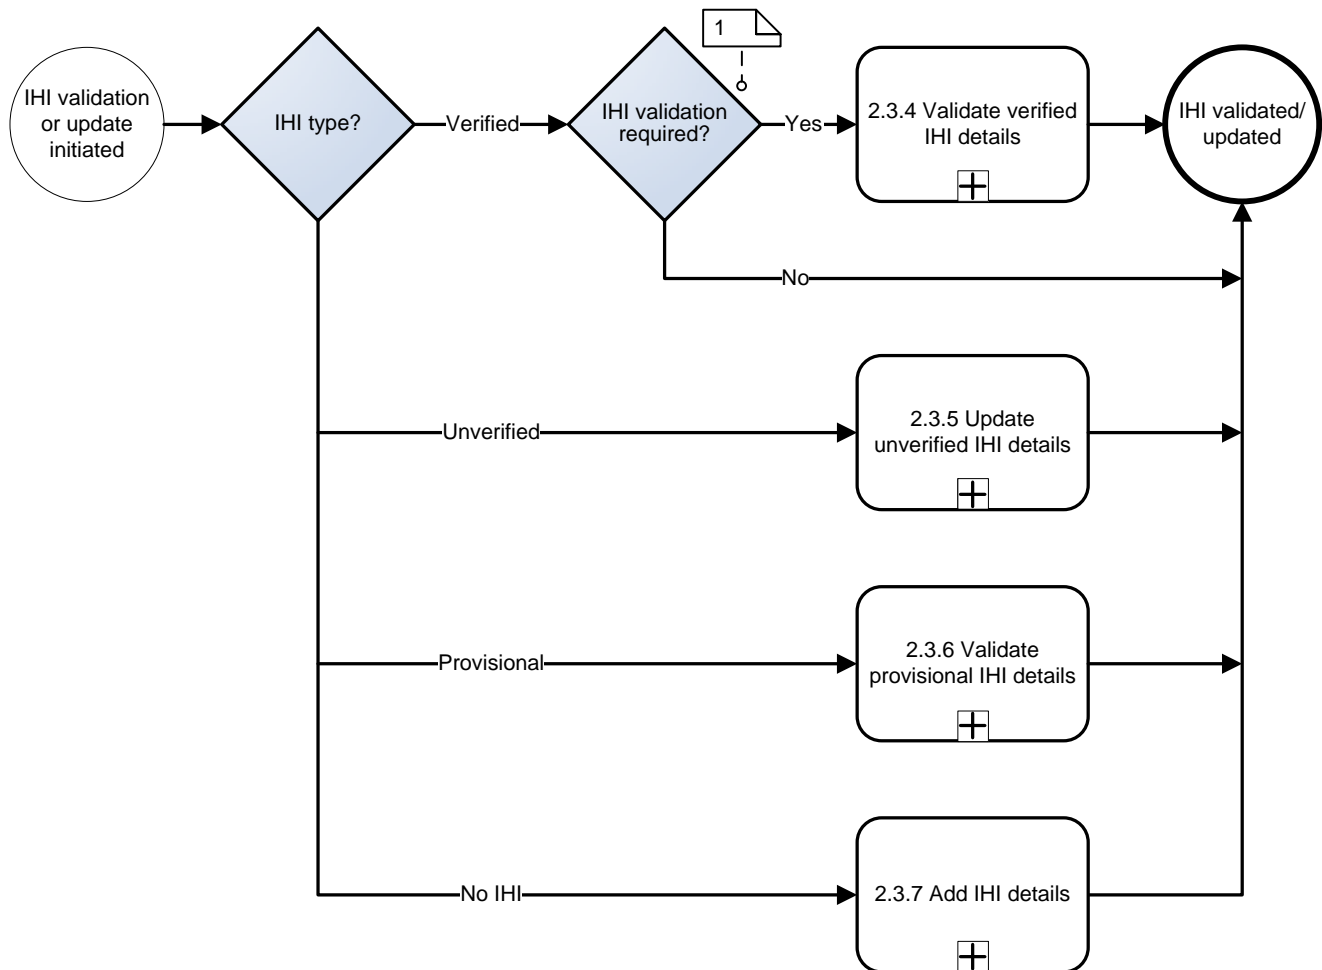 1
IHI validation
or update
initiated
IHI type?
Verified
IHI validation
required?
Yes
2.3.4 Validate verified
IHI details
IHI validated/
updated
No
Unverified
2.3.5 Update
unverified IHI details
Provisional
2.3.6 Validate
provisional IHI details
No IHI
2.3.7 Add IHI details